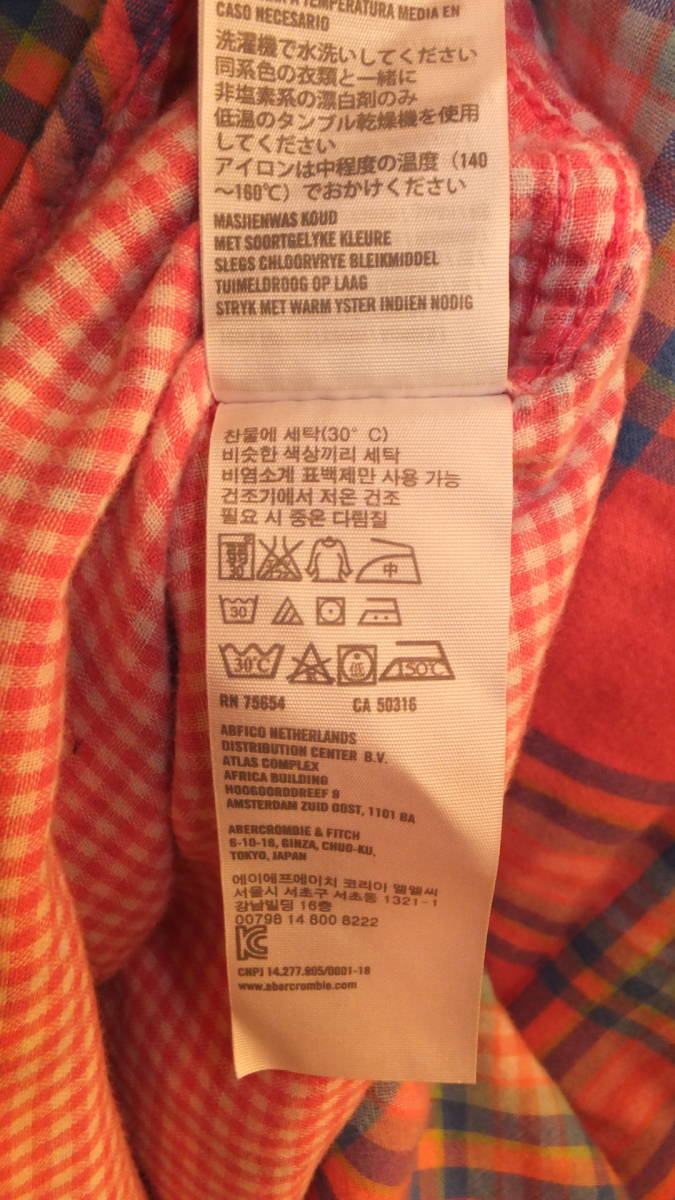 TEMPERATURA MEDIA EN
CASO NECESARIO
洗濯機で水洗いしてください
同系色の衣類と一緒に
非塩素系の漂白剤のみ
低温のタンブル乾燥機を使用
してください
アイロンは中程度の温度（140
～160℃）でおかけください
MASJIENWAS KOUD
MET SOORTGELYKE KLEURE
SLEGS CHLOORVRYE BLEIKMIDDEL
TUIMELDROOG OP LAAG
STRYK MET WARM YSTER INDIEN NODIG
찬물에 세탁(30° C)
비슷한 색상끼리 세탁
비염소계 표백제만 사용 가능
건조기에서 저온 건조
필요 시 중온 다림질
30 中
30
30℃ 低 150℃
RN 75654 CA 50316
ABFICO NETHERLANDS
DISTRIBUTION CENTER B.V.
ATLAS COMPLEX
AFRICA BUILDING
HOOGOORDDREEF 9
AMSTERDAM ZUID OOST, 1101 BA
ABERCROMBIE & FITCH
6-10-16, GINZA, CHUO-KU,
TOKYO, JAPAN
에이에프에이치 코리아 엘엘씨
서울시 서초구 서초동 1321-1
강남빌딩 16층
00798 14 800 8222
CNPJ 14.277.905/0001-18
www.abercrombie.com